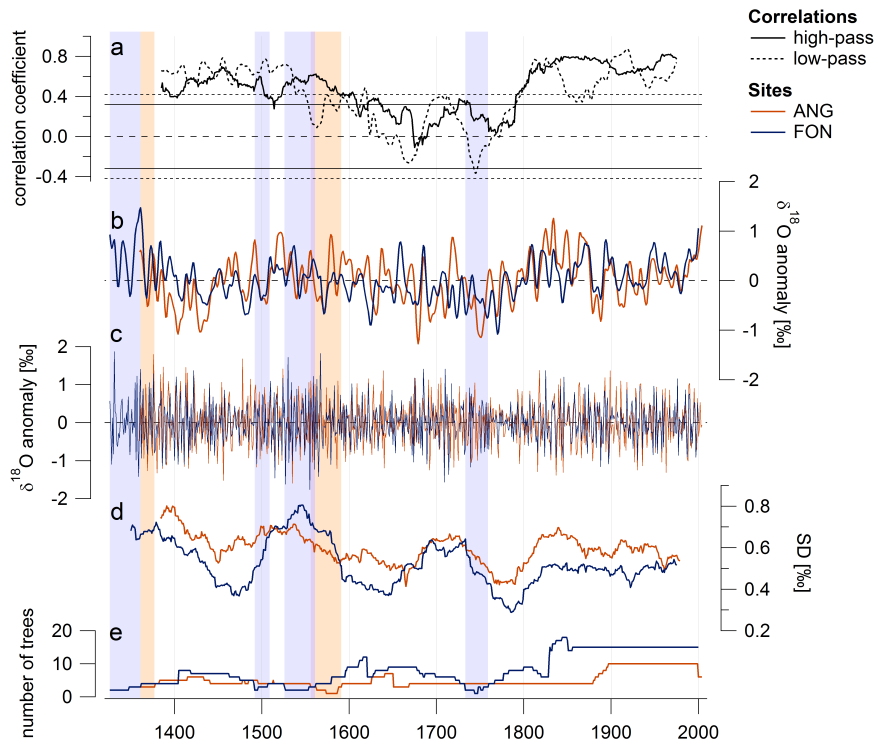 Correlations
high-pass
low-pass
Sites
ANG
FON
a
correlation coefficient
0.8
0.4
0.0
-0.4
b
δ18O anomaly [‰]
2
1
0
-1
-2
c
δ18O anomaly [‰]
2
1
0
-1
-2
d
SD [‰]
0.8
0.6
0.4
0.2
e
number of trees
20
10
0
1400 1500 1600 1700 1800 1900 2000